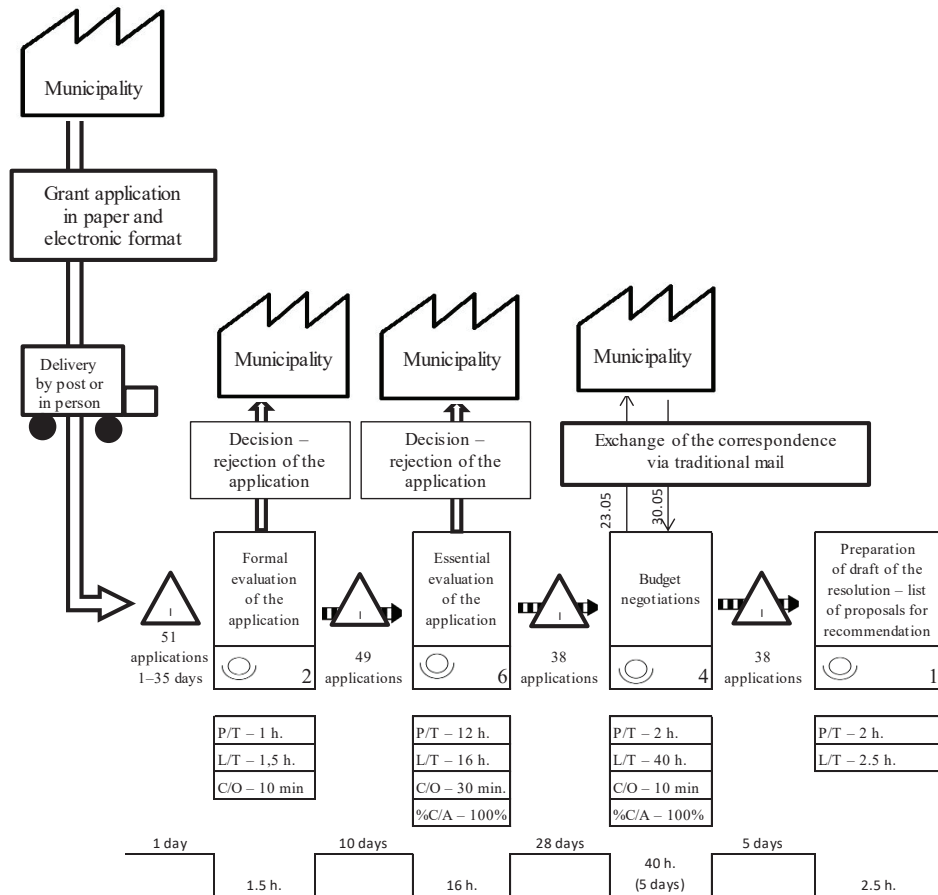 Municipality
Grant application
in paper and
electronic format
Delivery
by post or
in person
Municipality
Municipality
Municipality
Decision –
rejection of the
application
Decision –
rejection of the
application
Exchange of the correspondence
via traditional mail
23.05
30.05
I
51
applications
1–35 days
Formal
evaluation
of the
application
2
I
49
applications
Essential
evaluation
of the
application
6
I
38
applications
Budget
negotiations
4
I
38
applications
Preparation
of draft of the
resolution – list
of proposals for
recommendation
1
P/T – 1 h.
L/T – 1,5 h.
C/O – 10 min
P/T – 12 h.
L/T – 16 h.
C/O – 30 min.
%C/A – 100%
P/T – 2 h.
L/T – 40 h.
C/O – 10 min
%C/A – 100%
P/T – 2 h.
L/T – 2.5 h.
1 day
1.5 h.
10 days
16 h.
28 days
40 h.
(5 days)
5 days
2.5 h.